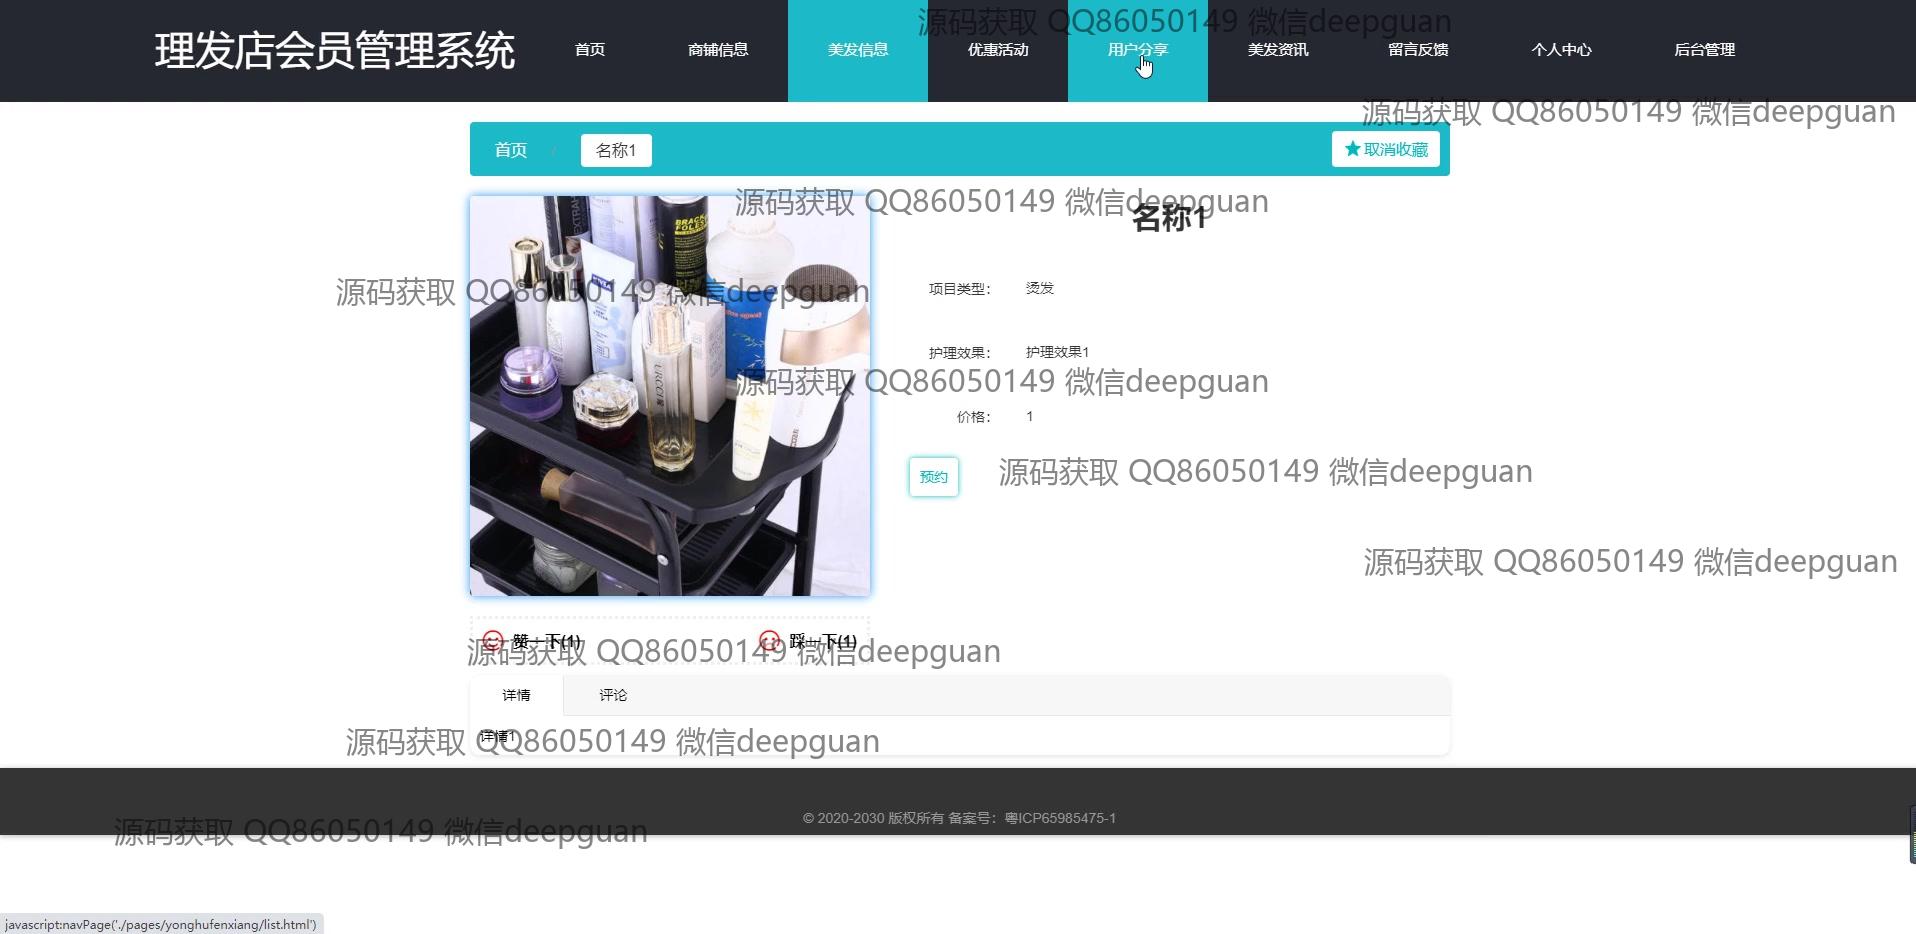 理发店会员管理系统 首页 商铺信息 美发信息 优惠活动 用户分享 美发资讯 留言反馈 个人中心 后台管理
源码获取 QQ86050149 微信deepguan
源码获取 QQ86050149 微信deepguan
首页 / 名称1 取消收藏
源码获取 QQ86050149 微信deepguan
名称1
项目类型： 烫发
源码获取 QQ86050149 微信deepguan
护理效果： 护理效果1
源码获取 QQ86050149 微信deepguan
价格： 1
预约
源码获取 QQ86050149 微信deepguan
源码获取 QQ86050149 微信deepguan
赞一下(1) 踩一下(1)
源码获取 QQ86050149 微信deepguan
详情 评论
详情1
源码获取 QQ86050149 微信deepguan
© 2020-2030 版权所有 备案号：粤ICP65985475-1
源码获取 QQ86050149 微信deepguan
javascript:navPage('./pages/yonghufenxiang/list.html')